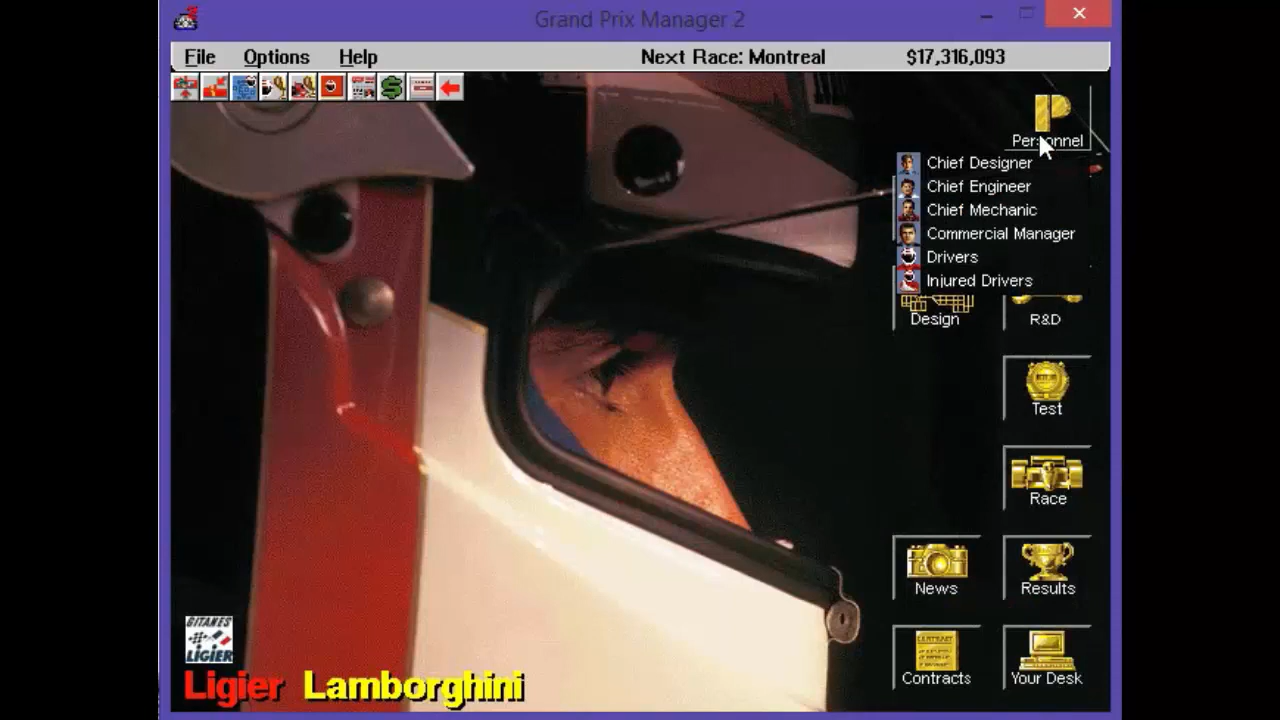 Grand Prix Manager 2
File Options Help Next Race: Montreal $17,316,093
Personnel
Chief Designer
Chief Engineer
Chief Mechanic
Commercial Manager
Drivers
Injured Drivers
Design R&D
Test
Race
News Results
Contracts Your Desk
GITANES
LIGIER
Ligier Lamborghini